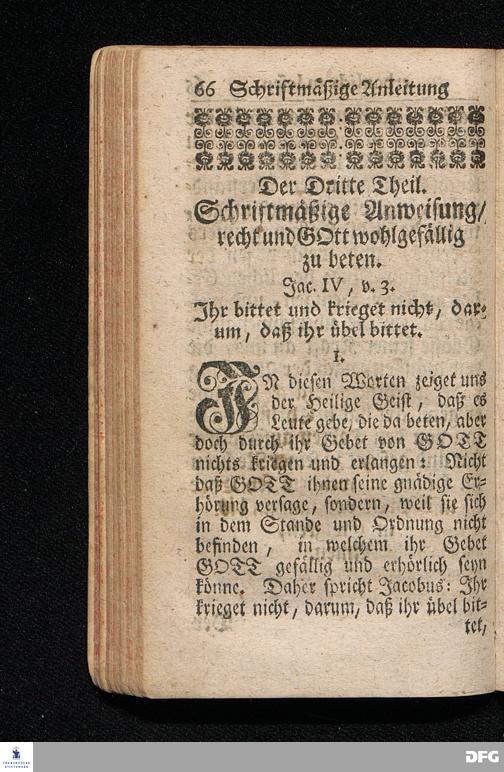 66 Schriftmäßige Anleitung
Der Dritte Theil.
Schriftmäßige Anweisung/
recht und GOtt wohlgefällig
zu beten.
Jac. IV, v. 3.
Ihr bittet und krieget nicht, dar-
um, daß ihr übel bittet.
I.
IN diesen Worten zeiget uns
der Heilige Geist, daß es
Leute gebe, die da beten, aber
doch durch ihr Gebet von GOTT
nichts kriegen und erlangen: Nicht
daß GOTT ihnen seine gnädige Er-
hörung versage, sondern, weil sie sich
in dem Stande und Ordnung nicht
befinden, in welchem ihr Gebet
GOTT gefällig und erhörlich seyn
könne. Daher spricht Jacobus: Ihr
krieget nicht, darum, daß ihr übel bit-
tet,
FRANCKESCHE
STIFTUNGEN
DFG